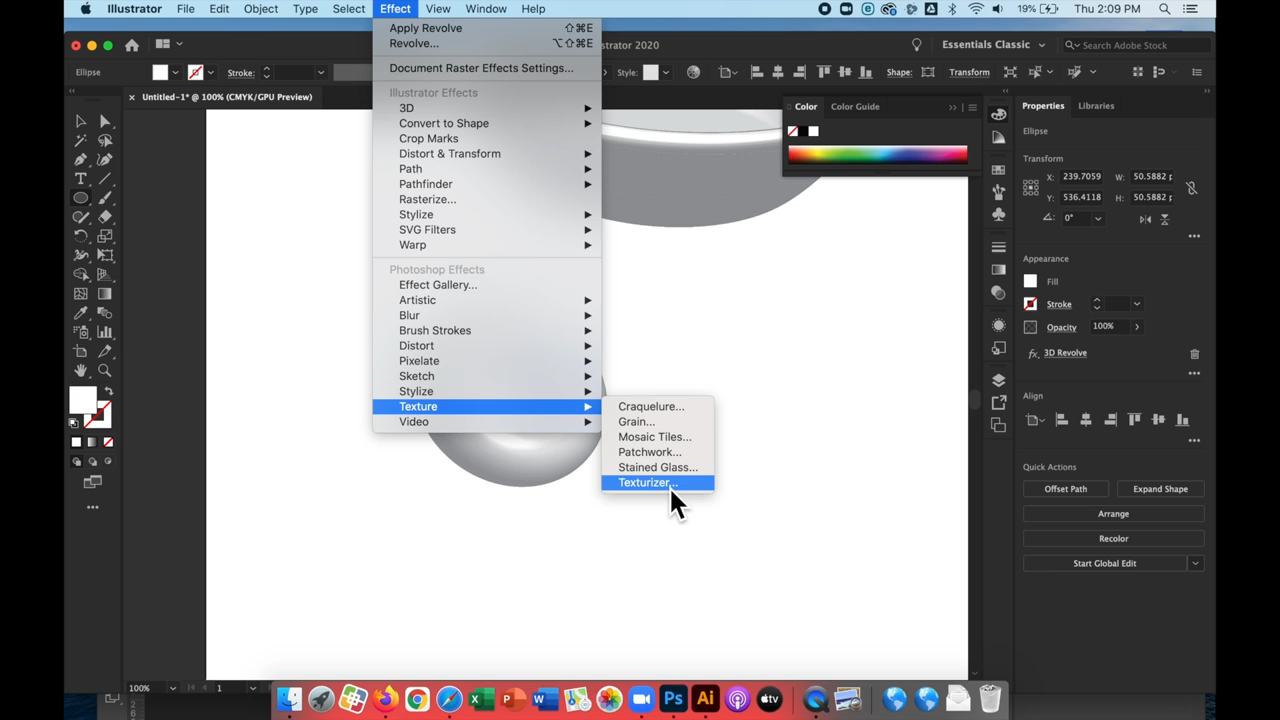 Illustrator File Edit Object Type Select Effect View Window Help 19% Thu 2:09 PM
Apply Revolve ⇧⌘E
Revolve... ⌥⇧⌘E
Document Raster Effects Settings...
Illustrator Effects
3D
Convert to Shape
Crop Marks
Distort & Transform
Path
Pathfinder
Rasterize...
Stylize
SVG Filters
Warp
Photoshop Effects
Effect Gallery...
Artistic
Blur
Brush Strokes
Distort
Pixelate
Sketch
Stylize
Texture
Video
Craquelure...
Grain...
Mosaic Tiles...
Patchwork...
Stained Glass...
Texturizer...
strator 2020
Essentials Classic
Search Adobe Stock
Ellipse
Stroke:
Style:
Shape:
Transform
× Untitled-1* @ 100% (CMYK/GPU Preview)
Color Color Guide
Properties Libraries
Ellipse
Transform
X: 239.7059 W: 50.5882 p
Y: 536.4118 H: 50.5882 p
0°
Appearance
Fill
Stroke
Opacity 100%
fx 3D Revolve
Align
Quick Actions
Offset Path Expand Shape
Arrange
Recolor
Start Global Edit
100% 1
Ps Ai tv